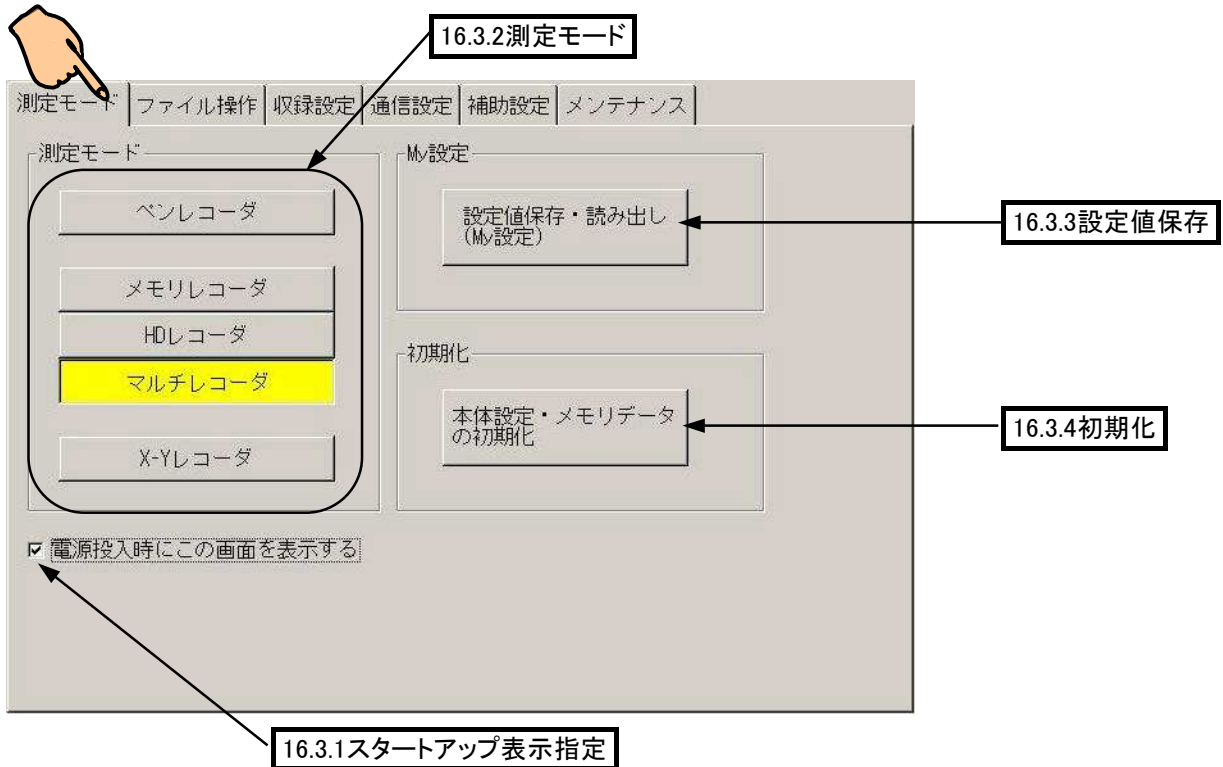 16.3.2測定モード
測定モード ファイル操作 収録設定 通信設定 補助設定 メンテナンス
測定モード
ペンレコーダ
メモリレコーダ
HDレコーダ
マルチレコーダ
X-Yレコーダ
My設定
設定値保存・読み出し
(My設定)
16.3.3設定値保存
初期化
本体設定・メモリデータ
の初期化
16.3.4初期化
電源投入時にこの画面を表示する
16.3.1スタートアップ表示指定